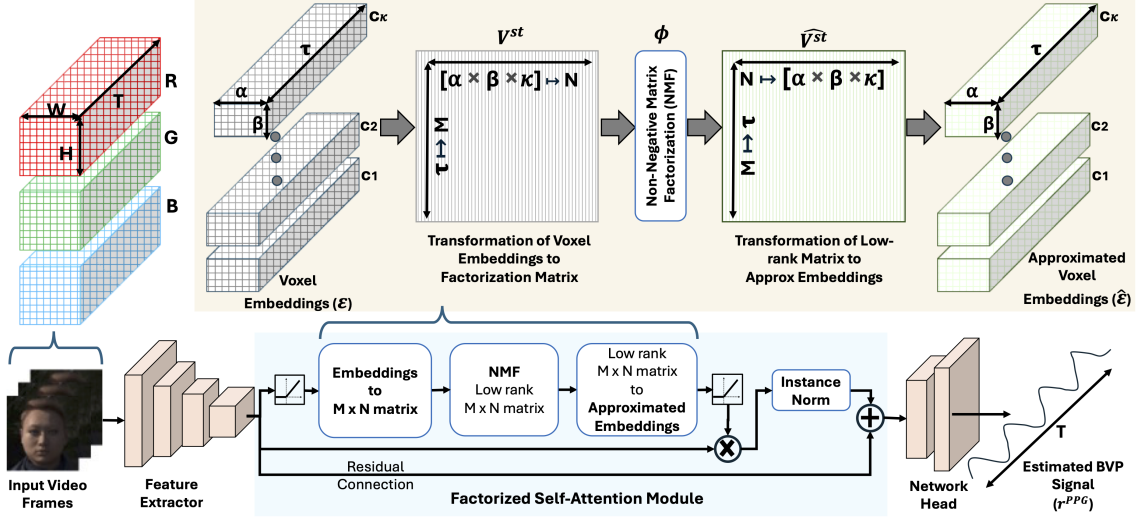 R
G
B
W
T
H
Cκ
τ
α
β
C2
C1
Voxel
Embeddings (ℰ)
V^st
[α × β × κ] ↦ N
τ ↦ M
Transformation of Voxel
Embeddings to
Factorization Matrix
ϕ
Non-Negative Matrix
Factorization (NMF)
\widehat{V^{st}}
N ↦ [α × β × κ]
M ↦ τ
Transformation of Low-
rank Matrix to
Approx Embeddings
Cκ
τ
α
β
C2
C1
Approximated
Voxel
Embeddings (ℰ̂)
Input Video
Frames
Feature
Extractor
Embeddings
to
M x N matrix
NMF
Low rank
M x N matrix
Low rank
M x N matrix
to
Approximated
Embeddings
×
Instance
Norm
+
Residual
Connection
Factorized Self-Attention Module
Network
Head
T
Estimated BVP
Signal
(r^PPG)